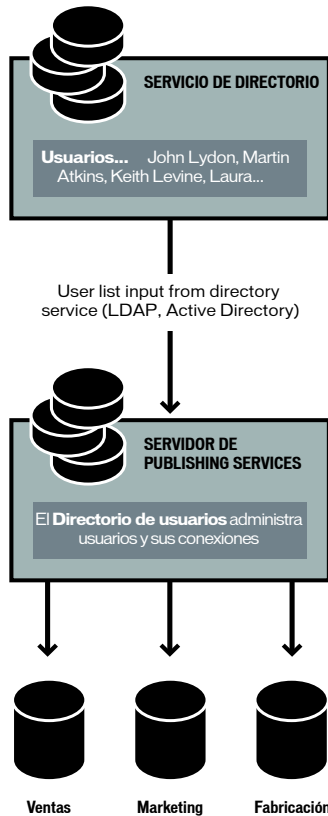 SERVICIO DE DIRECTORIO
Usuarios... John Lydon, Martin
Atkins, Keith Levine, Laura...
User list input from directory
service (LDAP, Active Directory)
SERVIDOR DE
PUBLISHING SERVICES
El Directorio de usuarios administra
usuarios y sus conexiones
Ventas
Marketing
Fabricación